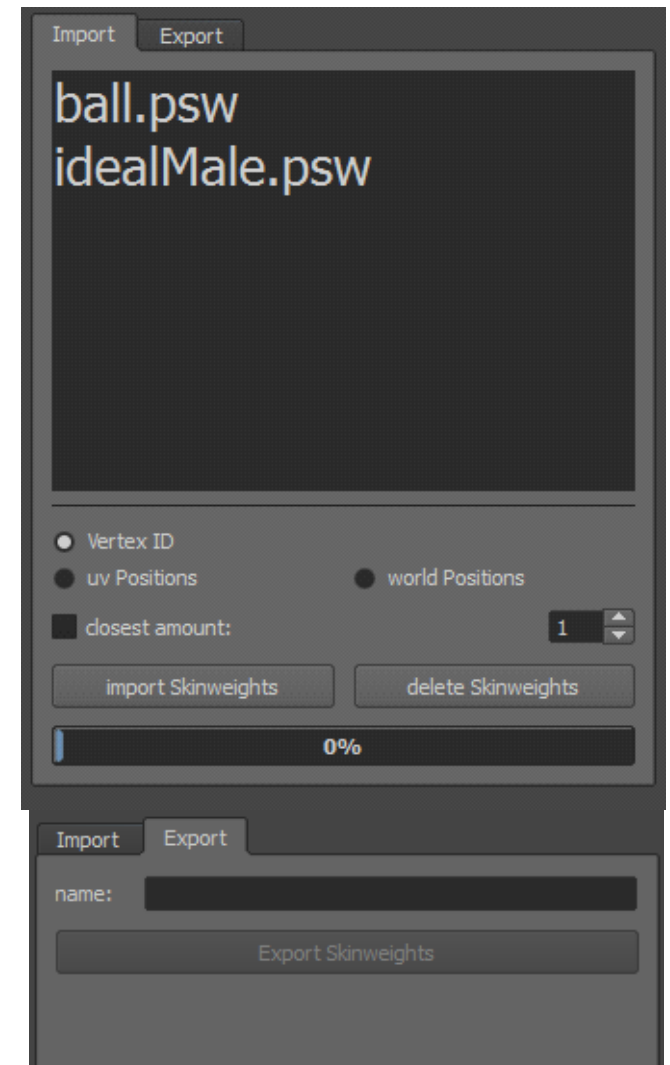 Import Export
ball.psw
idealMale.psw
Vertex ID
uv Positions world Positions
closest amount: 1
import Skinweights delete Skinweights
0%
Import Export
name:
Export Skinweights